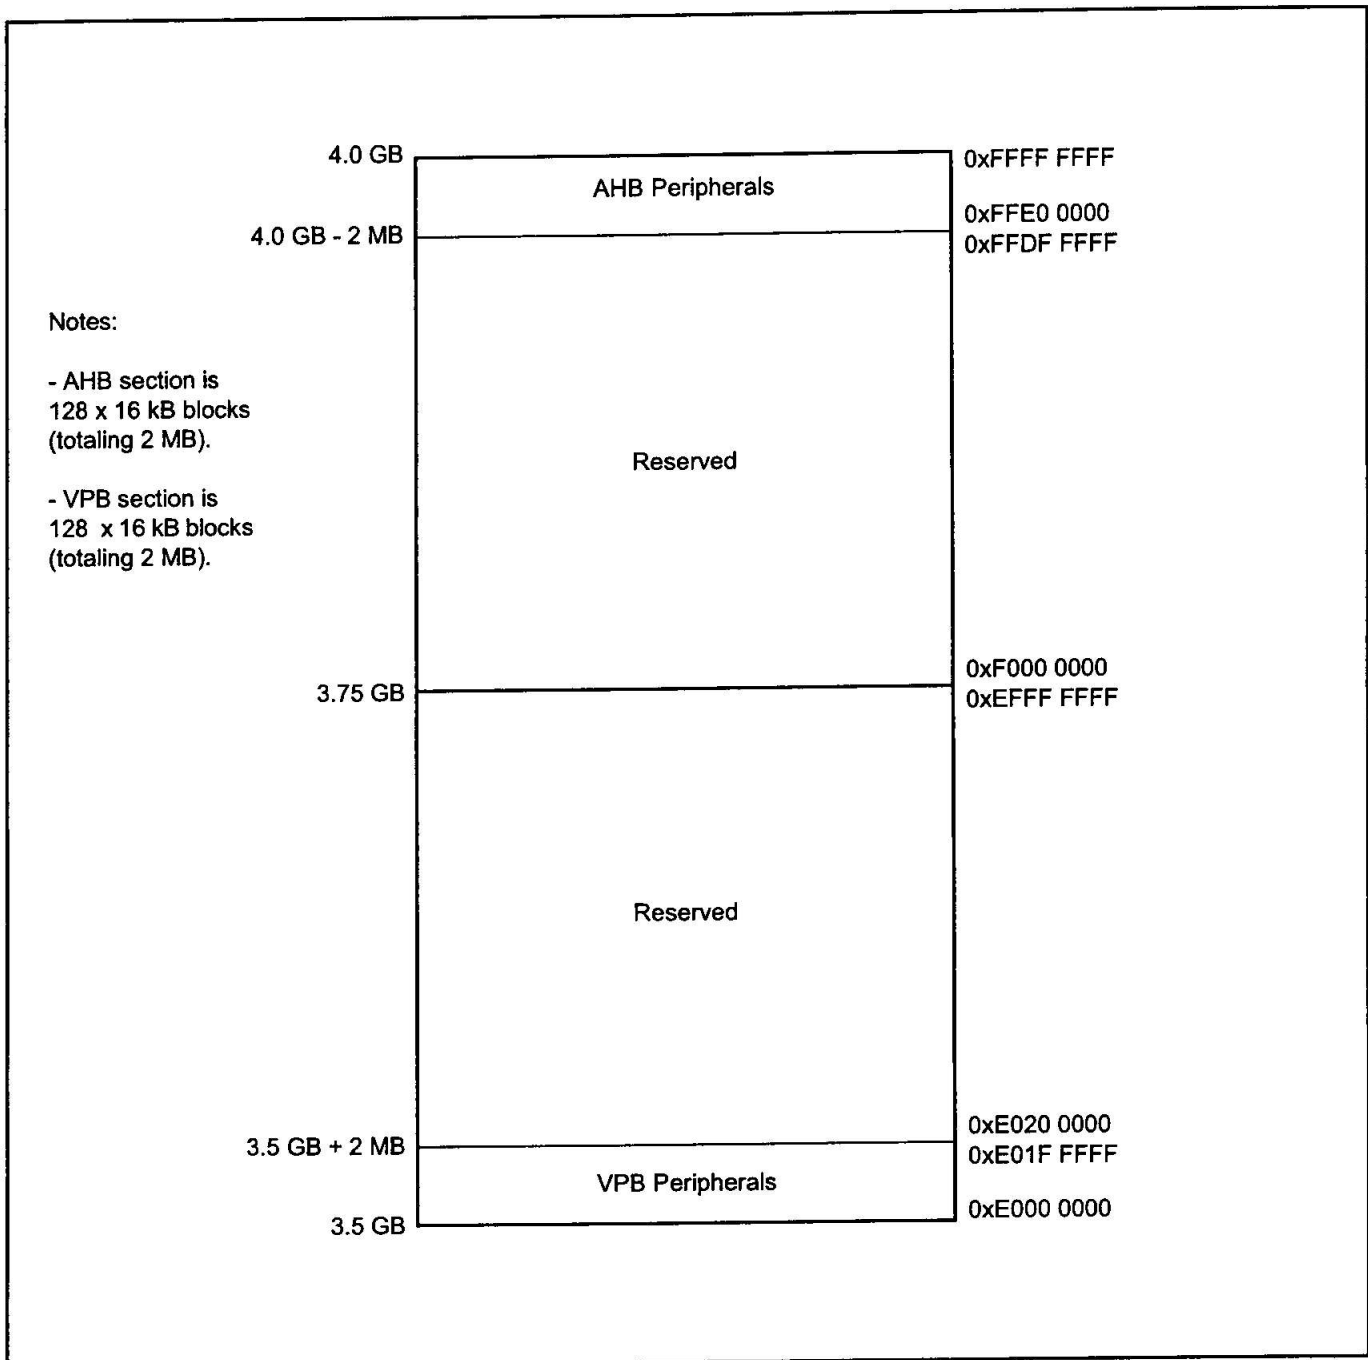 4.0 GB
0xFFFF FFFF
AHB Peripherals
0xFFE0 0000
4.0 GB - 2 MB
0xFFDF FFFF
Notes:
- AHB section is
128 x 16 kB blocks
(totaling 2 MB).
- VPB section is
128 x 16 kB blocks
(totaling 2 MB).
Reserved
0xF000 0000
3.75 GB
0xEFFF FFFF
Reserved
0xE020 0000
3.5 GB + 2 MB
0xE01F FFFF
VPB Peripherals
0xE000 0000
3.5 GB